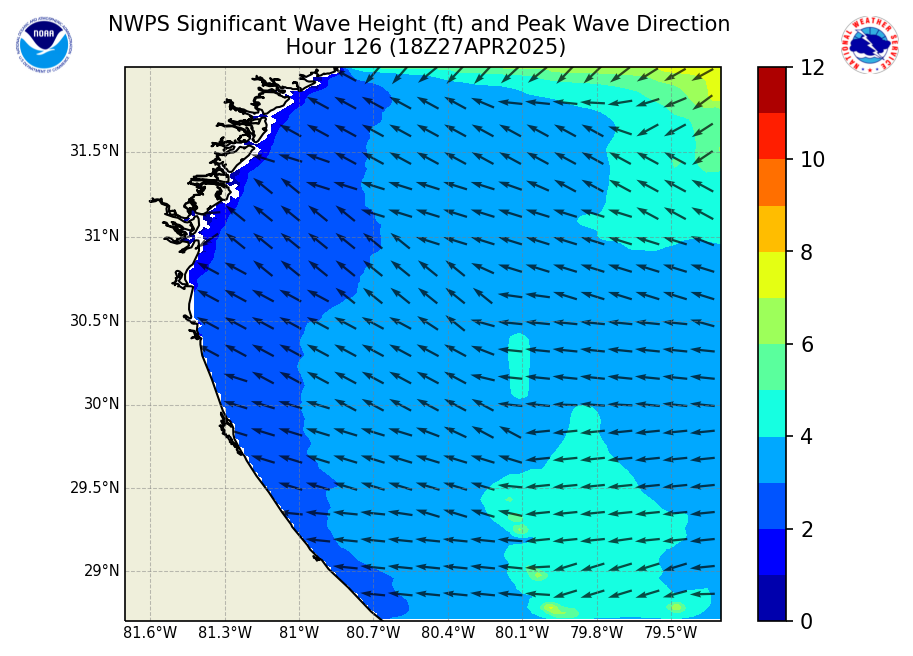 NWPS Significant Wave Height (ft) and Peak Wave Direction
Hour 126 (18Z27APR2025)
NOAA
NATIONAL WEATHER SERVICE
31.5°N
31°N
30.5°N
30°N
29.5°N
29°N
81.6°W 81.3°W 81°W 80.7°W 80.4°W 80.1°W 79.8°W 79.5°W
12
10
8
6
4
2
0